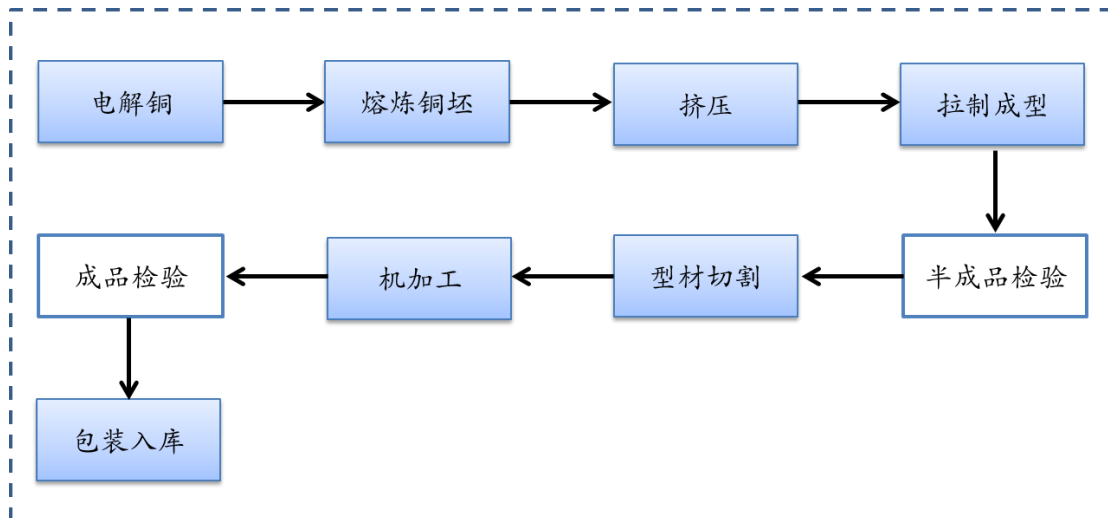 电解铜
熔炼铜坯
挤压
拉制成型
半成品检验
型材切割
机加工
成品检验
包装入库